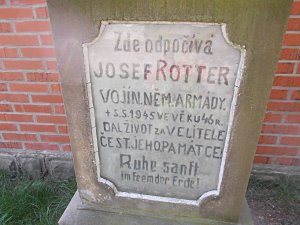 Zde odpočívá
JOSEF ROTTER
VOJÍN NĚM. ARMÁDY.
+ 5.5.1945 VE VĚKU 46 R.
DAL ŽIVOT ZA VELITELE
ČEST JEHO PAMÁTCE!
Ruhe sanft
im fremder Erde!